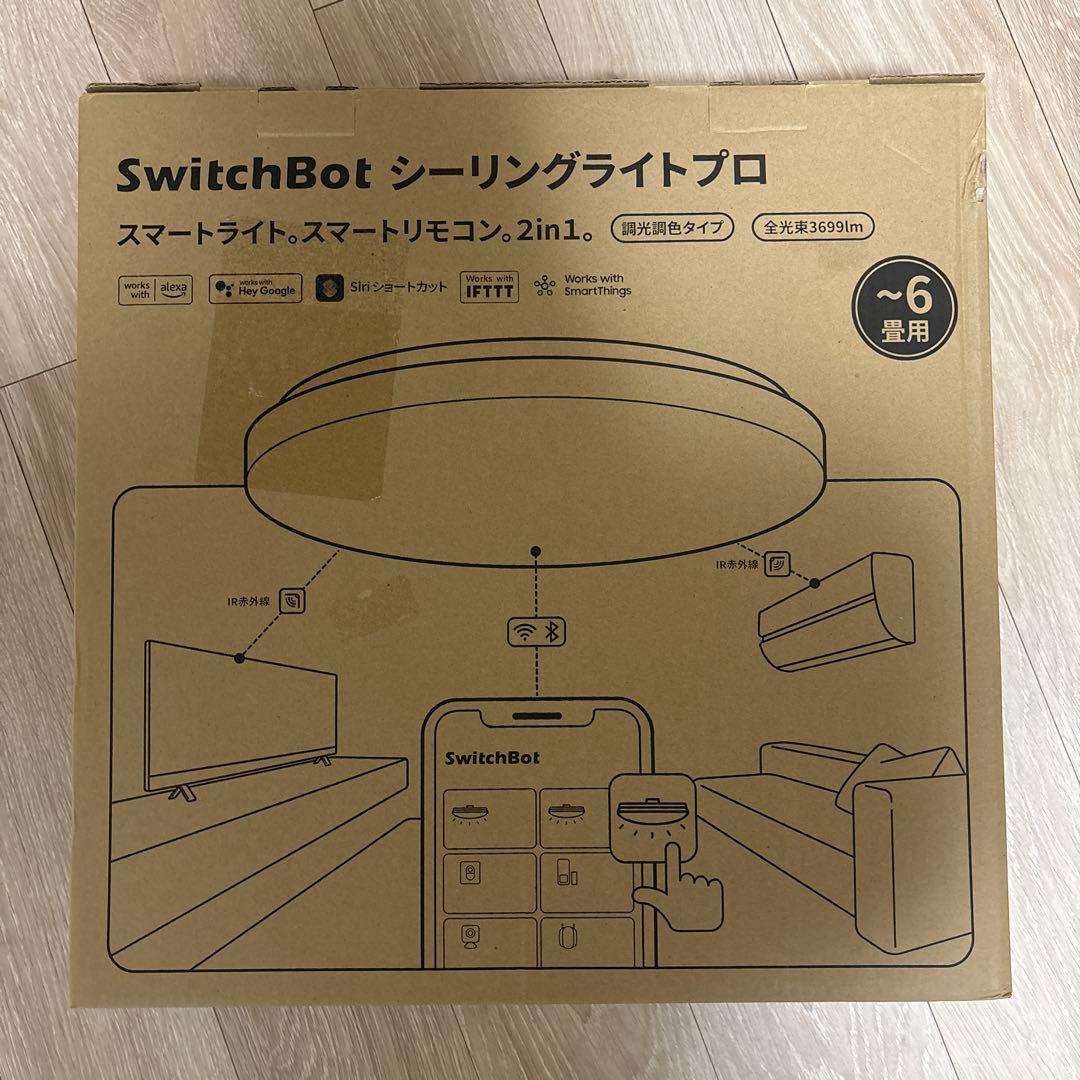 SwitchBot シーリングライトプロ
スマートライト。スマートリモコン。2in1。 調光調色タイプ 全光束3699lm
works with alexa
works with Hey Google
Siri ショートカット
Works with IFTTT
Works with SmartThings
~6
畳用
IR赤外線
IR赤外線
SwitchBot